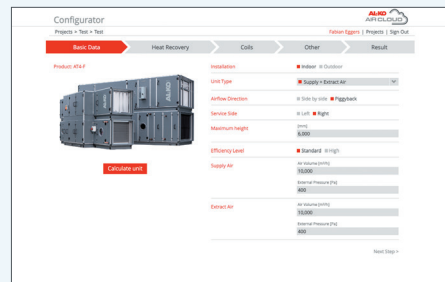 Configurator
AL-KO
AIR CLOUD
Projects > Test > Test
Fabian Eggers | Projects | Sign Out
Basic Data
Heat Recovery
Coils
Other
Result
Product: AT4-F
Installation
Indoor Outdoor
Unit Type
Supply + Extract Air
Airflow Direction
Side by side Piggyback
Service Side
Left Right
Maximum height
6,000
Efficiency Level
Standard High
Calculate unit
Supply Air
Air Volume [m³/h]
10,000
External Pressure [Pa]
400
Extract Air
Air Volume [m³/h]
10,000
External Pressure [Pa]
400
Next Step >